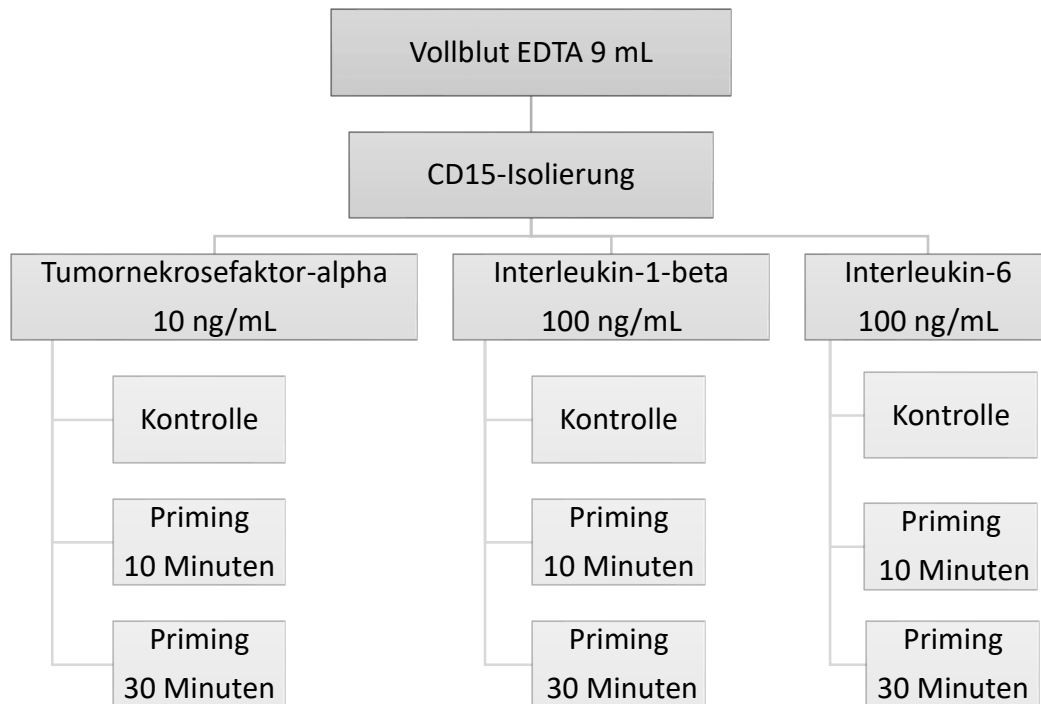 Vollblut EDTA 9 mL
CD15-Isolierung
Tumornekrosefaktor-alpha
10 ng/mL
Kontrolle
Priming
10 Minuten
Priming
30 Minuten
Interleukin-1-beta
100 ng/mL
Kontrolle
Priming
10 Minuten
Priming
30 Minuten
Interleukin-6
100 ng/mL
Kontrolle
Priming
10 Minuten
Priming
30 Minuten